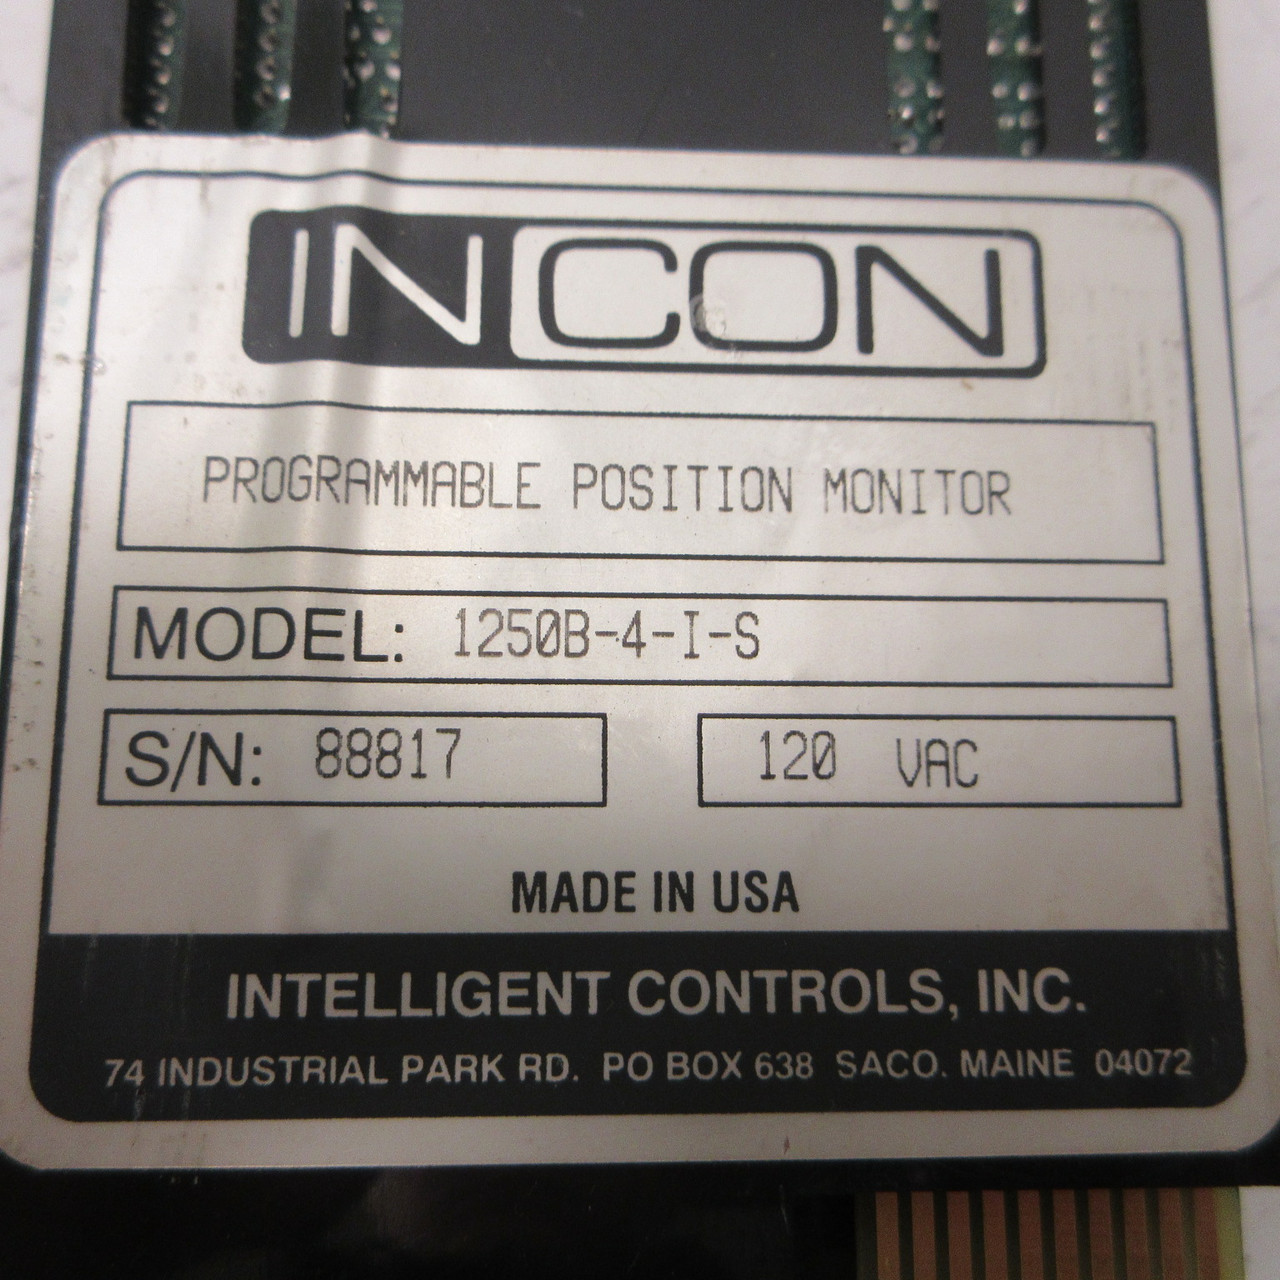 INCON
PROGRAMMABLE POSITION MONITOR
MODEL: 1250B-4-I-S
S/N: 88817 120 VAC
MADE IN USA
INTELLIGENT CONTROLS, INC.
74 INDUSTRIAL PARK RD. PO BOX 638 SACO. MAINE 04072